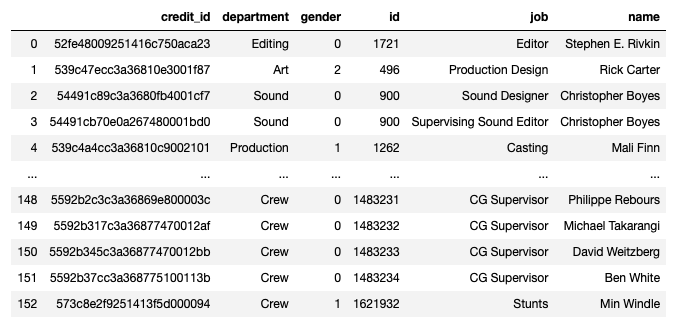 credit_id department gender id job name
0 52fe48009251416c750aca23 Editing 0 1721 Editor Stephen E. Rivkin
1 539c47ecc3a36810e3001f87 Art 2 496 Production Design Rick Carter
2 54491c89c3a3680fb4001cf7 Sound 0 900 Sound Designer Christopher Boyes
3 54491cb70e0a267480001bd0 Sound 0 900 Supervising Sound Editor Christopher Boyes
4 539c4a4cc3a36810c9002101 Production 1 1262 Casting Mali Finn
... ... ... ... ... ... ...
148 5592b2c3c3a36869e800003c Crew 0 1483231 CG Supervisor Philippe Rebours
149 5592b317c3a36877470012af Crew 0 1483232 CG Supervisor Michael Takarangi
150 5592b345c3a36877470012bb Crew 0 1483233 CG Supervisor David Weitzberg
151 5592b37cc3a368775100113b Crew 0 1483234 CG Supervisor Ben White
152 573c8e2f9251413f5d000094 Crew 1 1621932 Stunts Min Windle